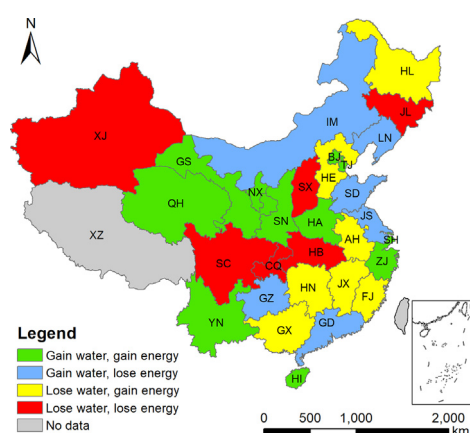 N
HL
JL
XJ
IM
LN
GS
BJ
TJ
NX
SX
HE
SD
QH
SN
HA
JS
XZ
SH
AH
SC
CQ
HB
ZJ
GZ
HN
JX
FJ
YN
GX
GD
HI
Legend
Gain water, gain energy
Gain water, lose energy
Lose water, gain energy
Lose water, lose energy
No data
0 500 1,000 2,000
km